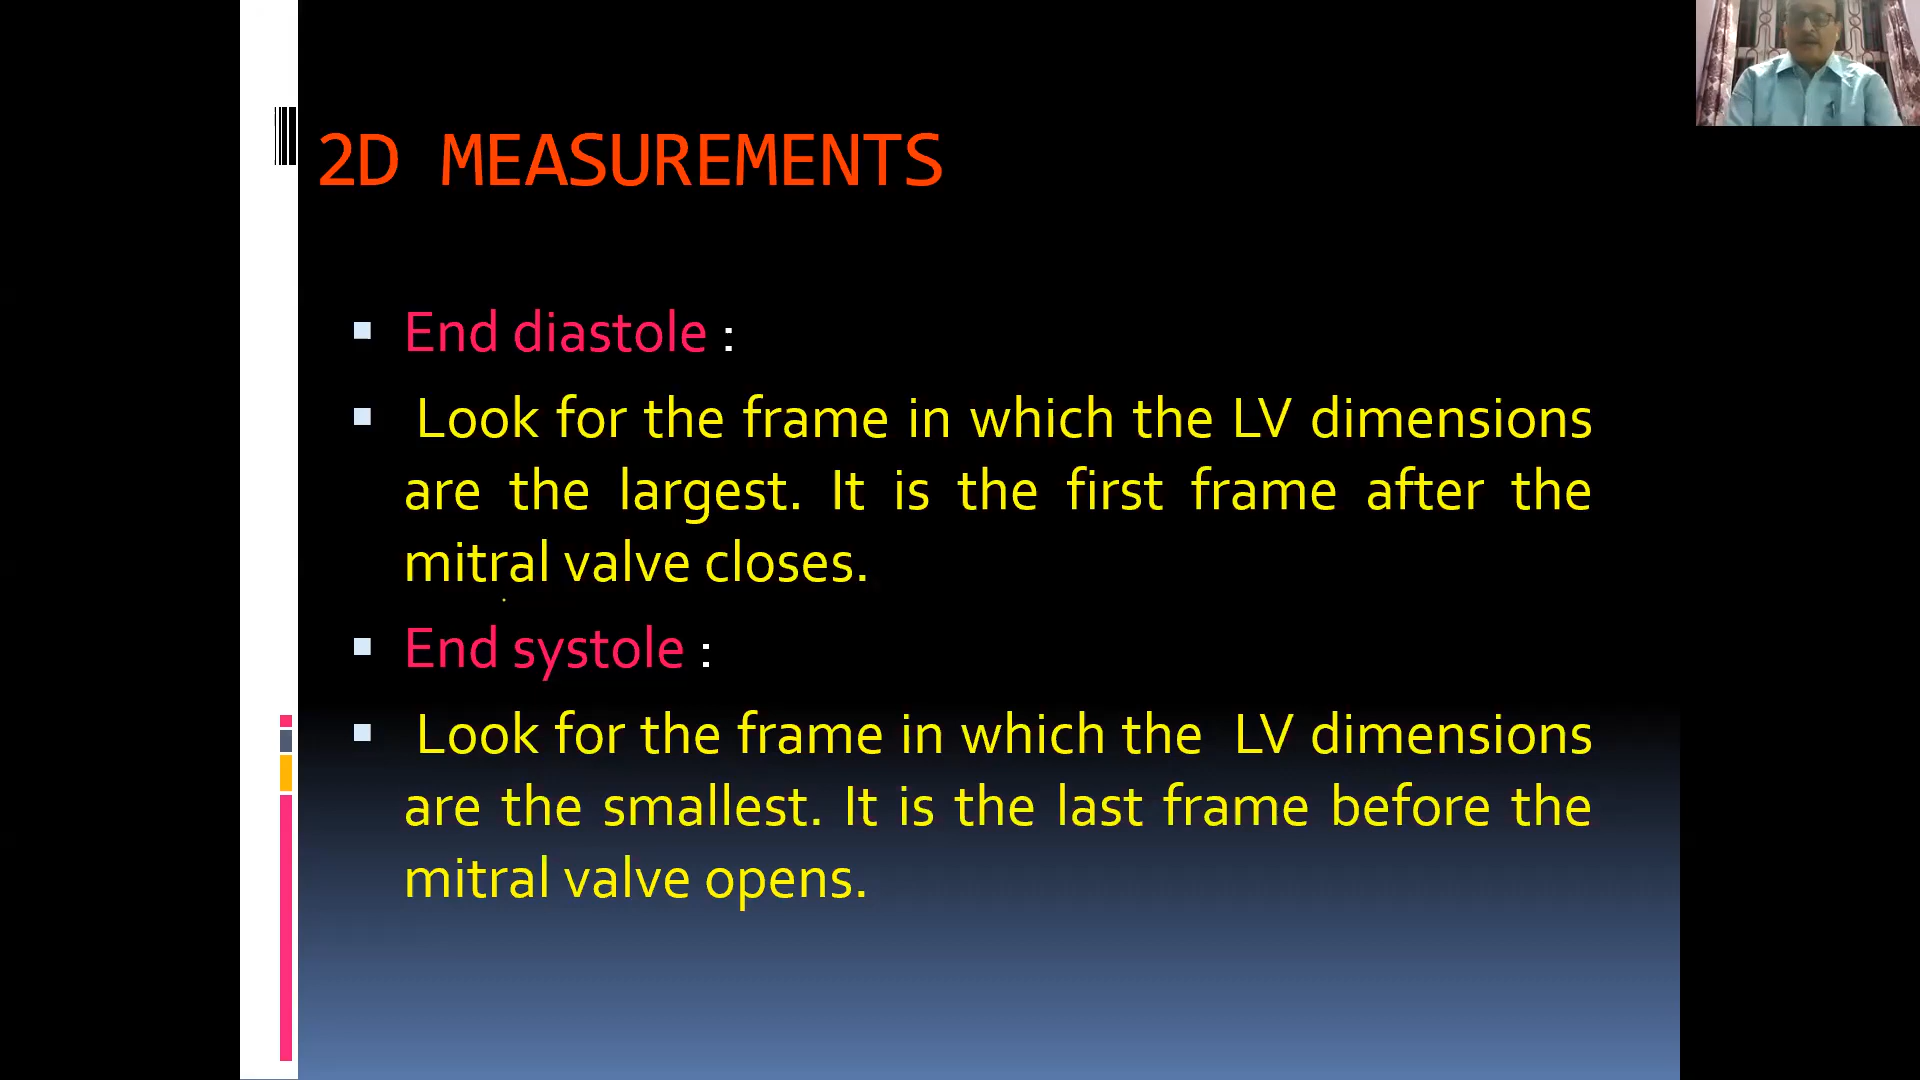 2D MEASUREMENTS
End diastole :
Look for the frame in which the LV dimensions
are the largest. It is the first frame after the
mitral valve closes.
End systole :
Look for the frame in which the LV dimensions
are the smallest. It is the last frame before the
mitral valve opens.